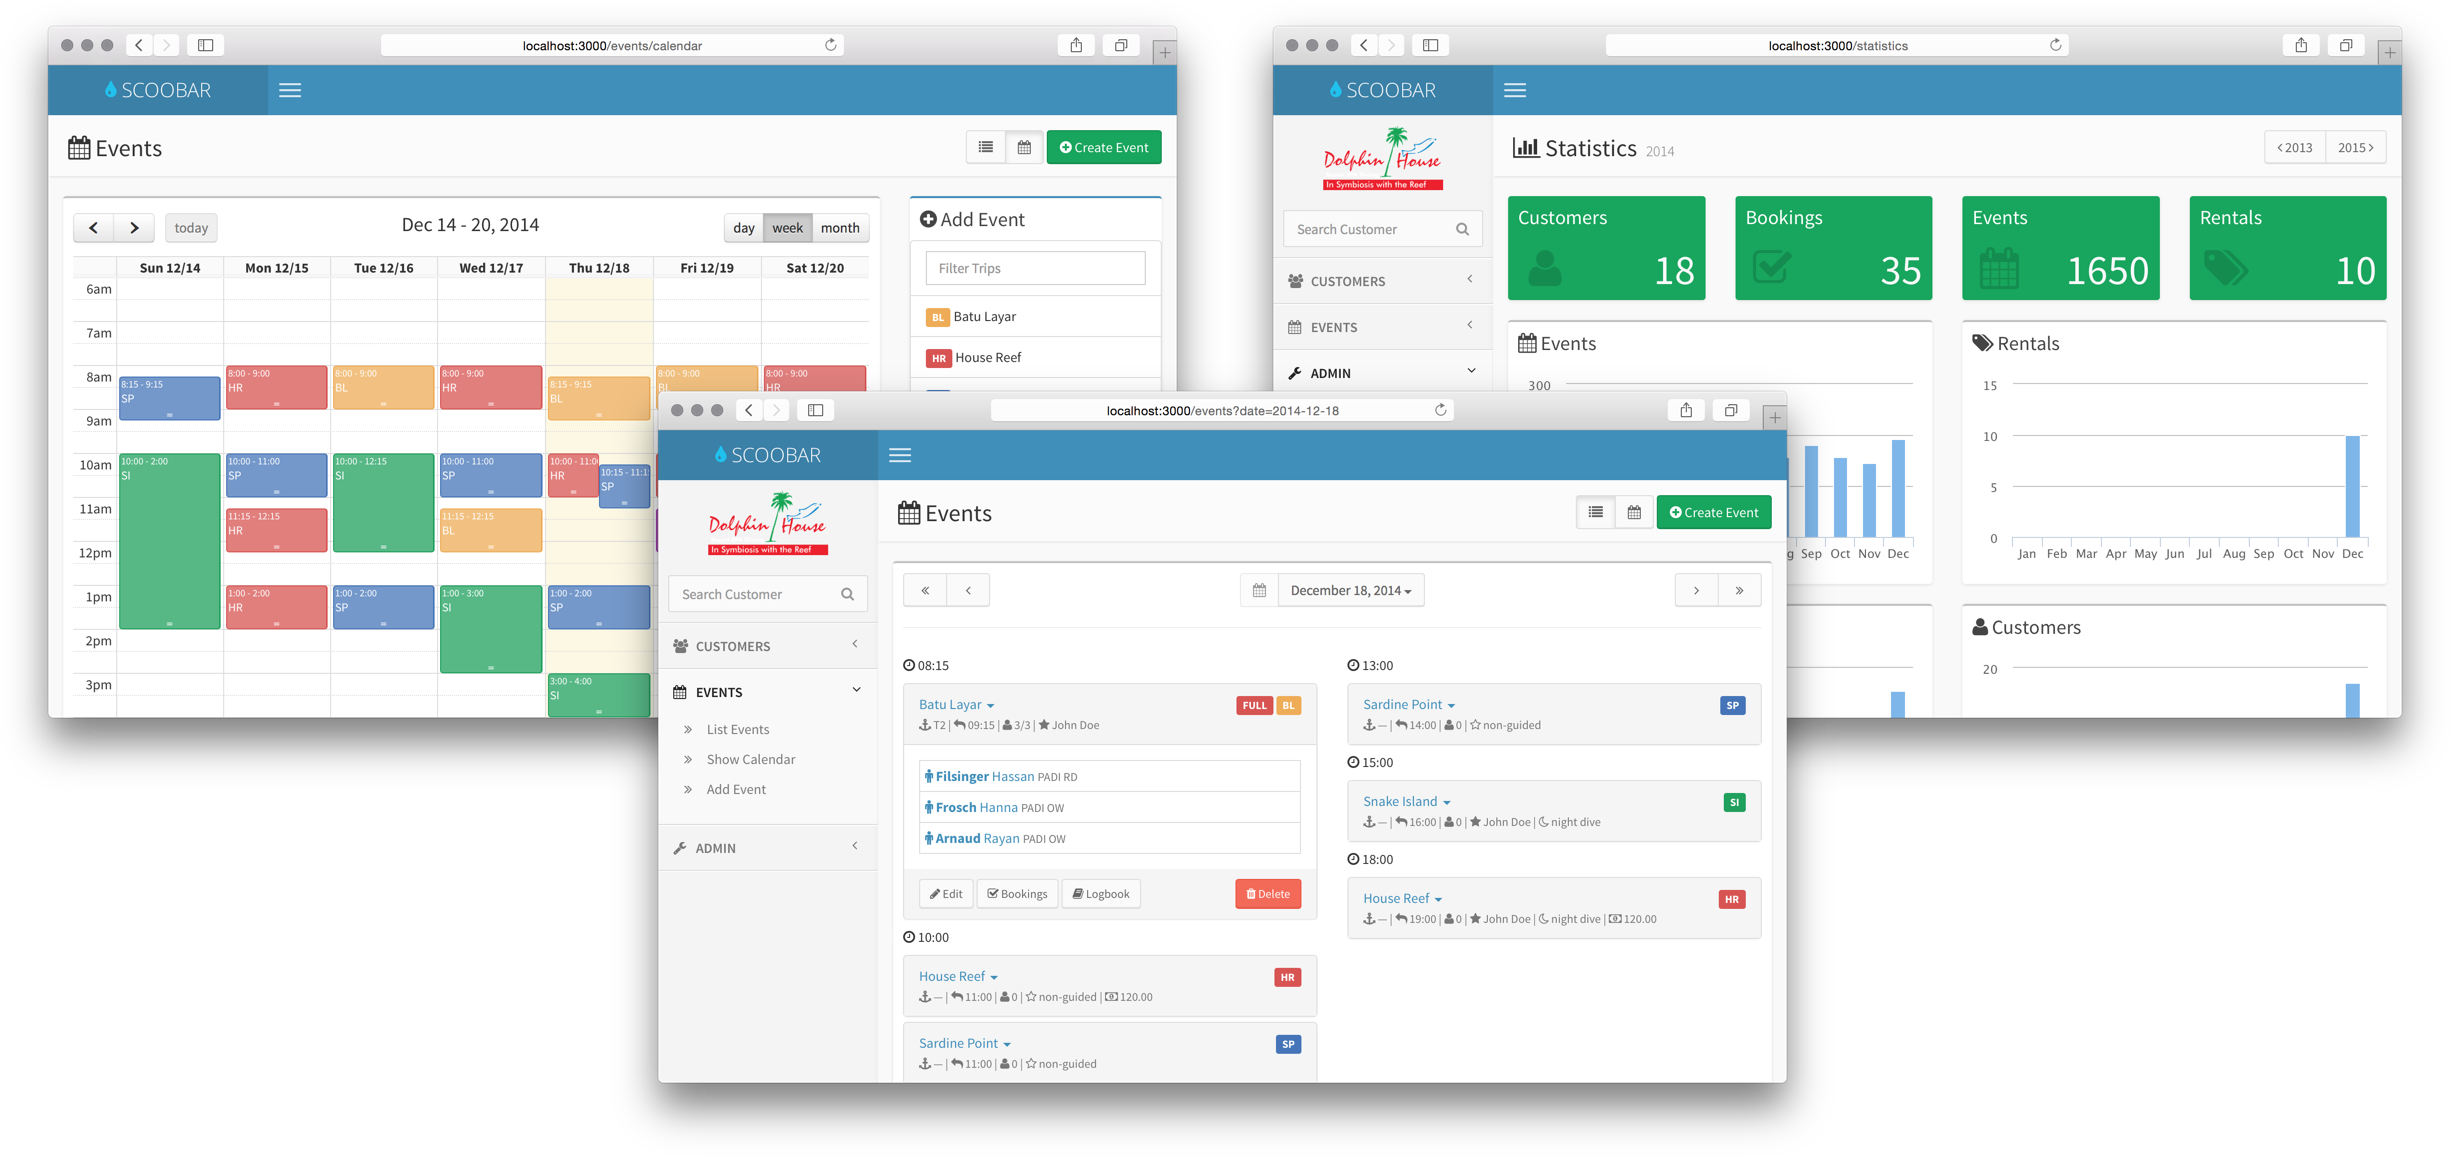 localhost:3000/events/calendar
SCOOBAR
Events
Create Event
today
Dec 14 - 20, 2014
day week month
Sun 12/14 Mon 12/15 Tue 12/16 Wed 12/17 Thu 12/18 Fri 12/19 Sat 12/20
6am
7am
8am
8:15 - 9:15
SP
8:00 - 9:00
HR
8:00 - 9:00
BL
8:00 - 9:00
HR
8:15 - 9:15
BL
8:00 - 9:00
BL
8:00 - 9:00
HR
9am
10am
10:00 - 2:00
SI
10:00 - 11:00
SP
10:00 - 12:15
SI
10:00 - 11:00
SP
10:00 - 11:00
HR
10:15 - 11:1
SP
11am
11:15 - 12:15
HR
11:15 - 12:15
BL
12pm
1pm
1:00 - 2:00
HR
1:00 - 2:00
SP
1:00 - 3:00
SI
1:00 - 2:00
SP
2pm
3pm
3:00 - 4:00
SI
Add Event
Filter Trips
BL Batu Layar
HR House Reef
localhost:3000/statistics
SCOOBAR
Dolphin House
In Symbiosis with the Reef
Search Customer
CUSTOMERS
EVENTS
ADMIN
Statistics 2014
2013 2015
Customers
18
Bookings
35
Events
1650
Rentals
10
Events
300
g Sep Oct Nov Dec
Rentals
15
10
5
0
Jan Feb Mar Apr May Jun Jul Aug Sep Oct Nov Dec
Customers
20
localhost:3000/events?date=2014-12-18
SCOOBAR
Dolphin House
In Symbiosis with the Reef
Search Customer
CUSTOMERS
EVENTS
List Events
Show Calendar
Add Event
ADMIN
Events
Create Event
« ‹ December 18, 2014 › »
08:15
Batu Layar FULL BL
T2 | 09:15 | 3/3 | John Doe
Filsinger Hassan PADI RD
Frosch Hanna PADI OW
Arnaud Rayan PADI OW
Edit Bookings Logbook Delete
10:00
House Reef HR
— | 11:00 | 0 | non-guided | 120.00
Sardine Point SP
— | 11:00 | 0 | non-guided
13:00
Sardine Point SP
— | 14:00 | 0 | non-guided
15:00
Snake Island SI
— | 16:00 | 0 | John Doe | night dive
18:00
House Reef HR
— | 19:00 | 0 | John Doe | night dive | 120.00